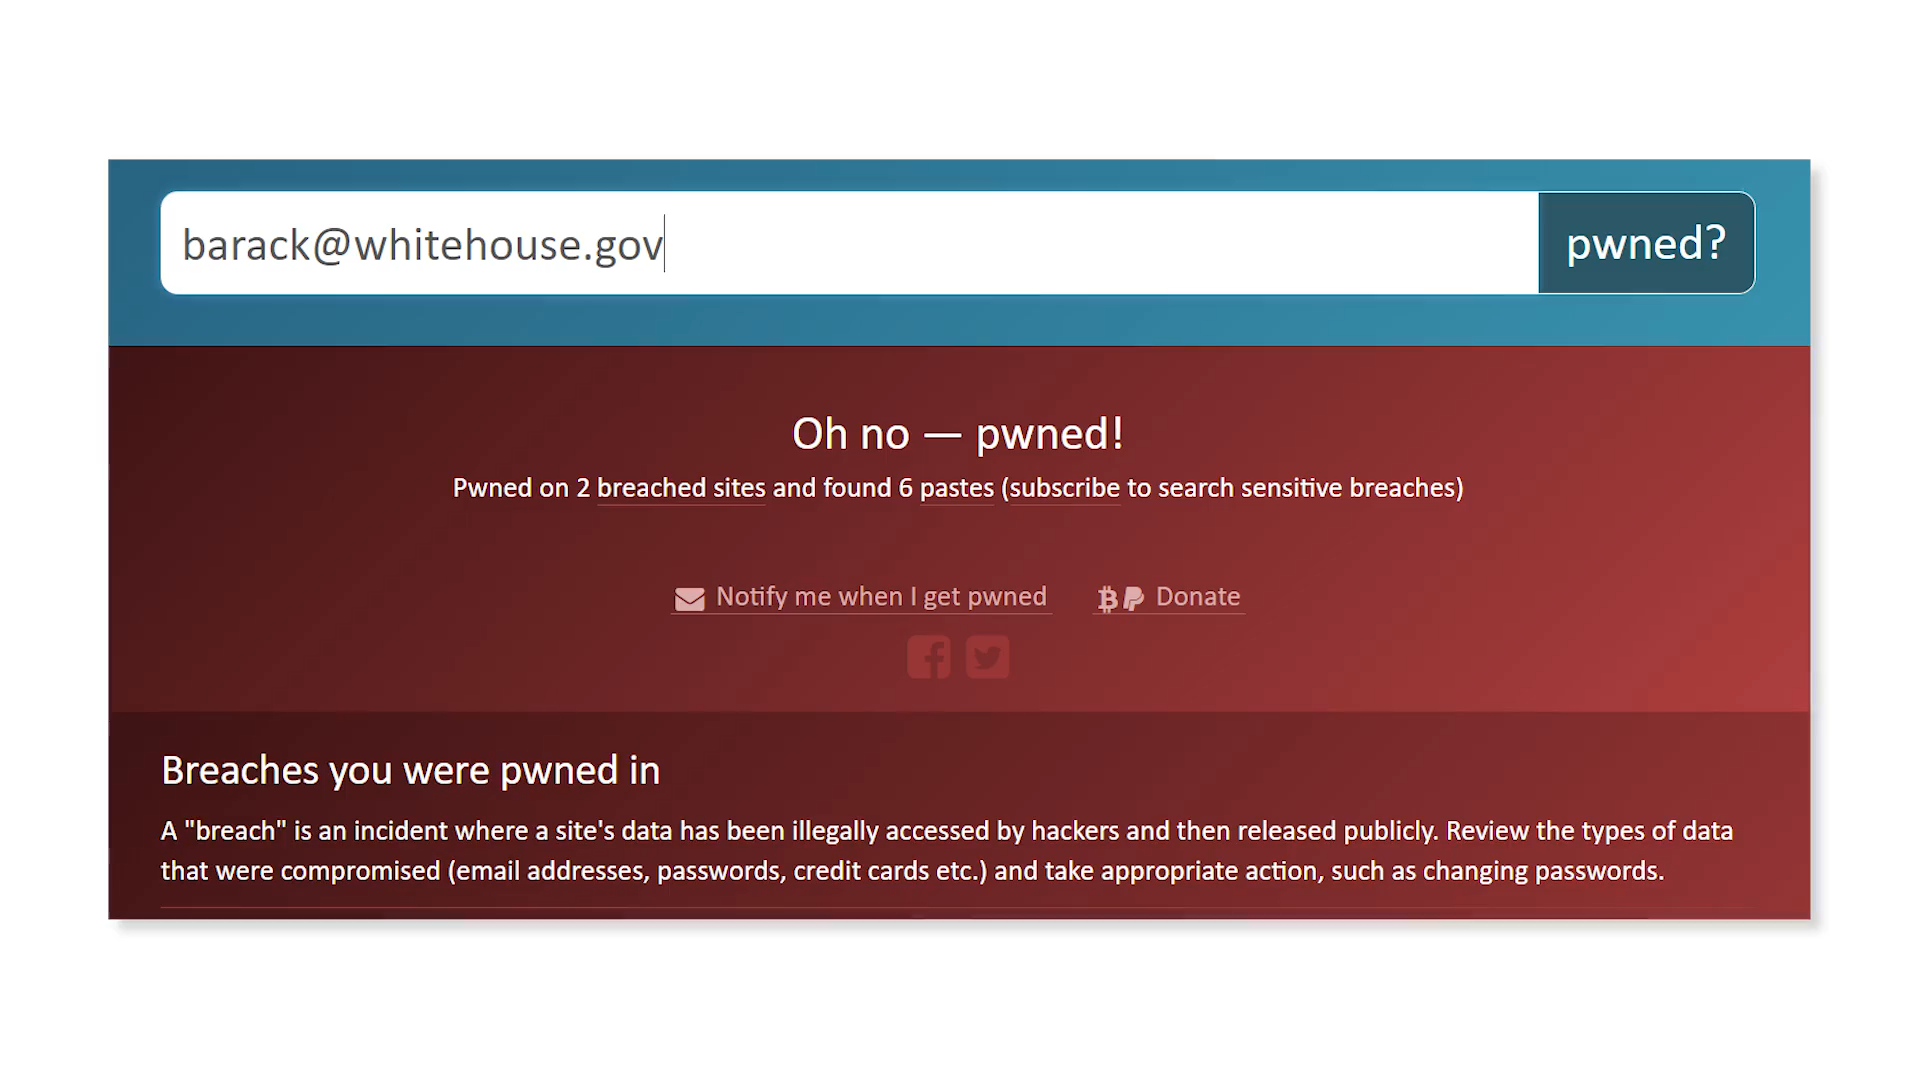 barack@whitehouse.gov
pwned?
Oh no — pwned!
Pwned on 2 breached sites and found 6 pastes (subscribe to search sensitive breaches)
Notify me when I get pwned
Donate
Breaches you were pwned in
A "breach" is an incident where a site's data has been illegally accessed by hackers and then released publicly. Review the types of data
that were compromised (email addresses, passwords, credit cards etc.) and take appropriate action, such as changing passwords.